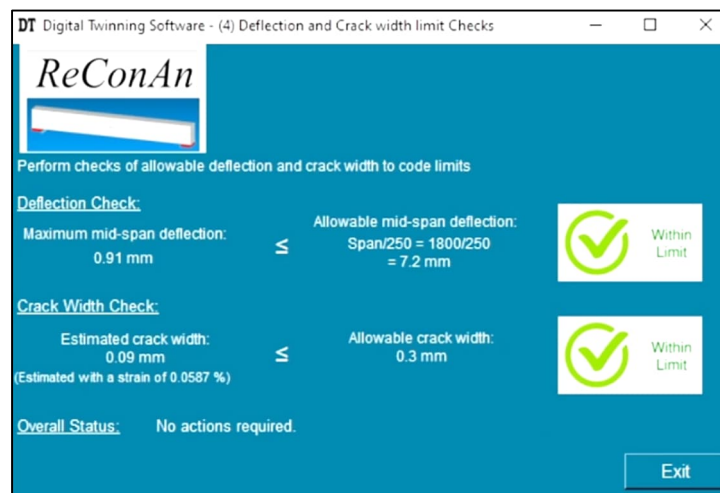 DT Digital Twinning Software - (4) Deflection and Crack width limit Checks
ReConAn
Perform checks of allowable deflection and crack width to code limits
Deflection Check:
Maximum mid-span deflection:
0.91 mm
≤
Allowable mid-span deflection:
Span/250 = 1800/250
= 7.2 mm
Within
Limit
Crack Width Check:
Estimated crack width:
0.09 mm
(Estimated with a strain of 0.0587 %)
≤
Allowable crack width:
0.3 mm
Within
Limit
Overall Status: No actions required.
Exit